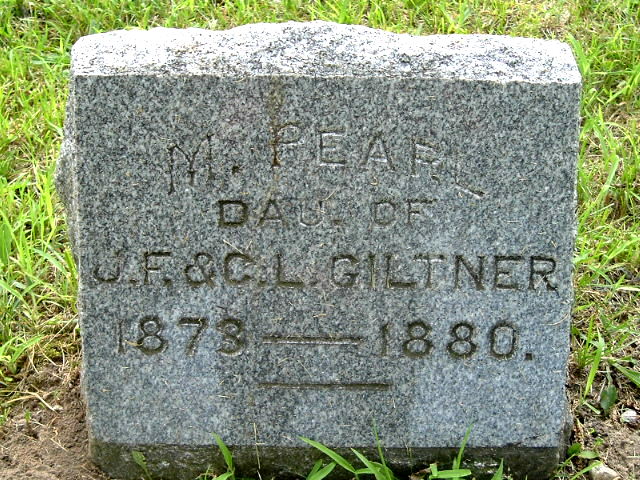 M. PEARL
DAU. OF
J.F. & C.L. GILTNER
1873 — 1880.